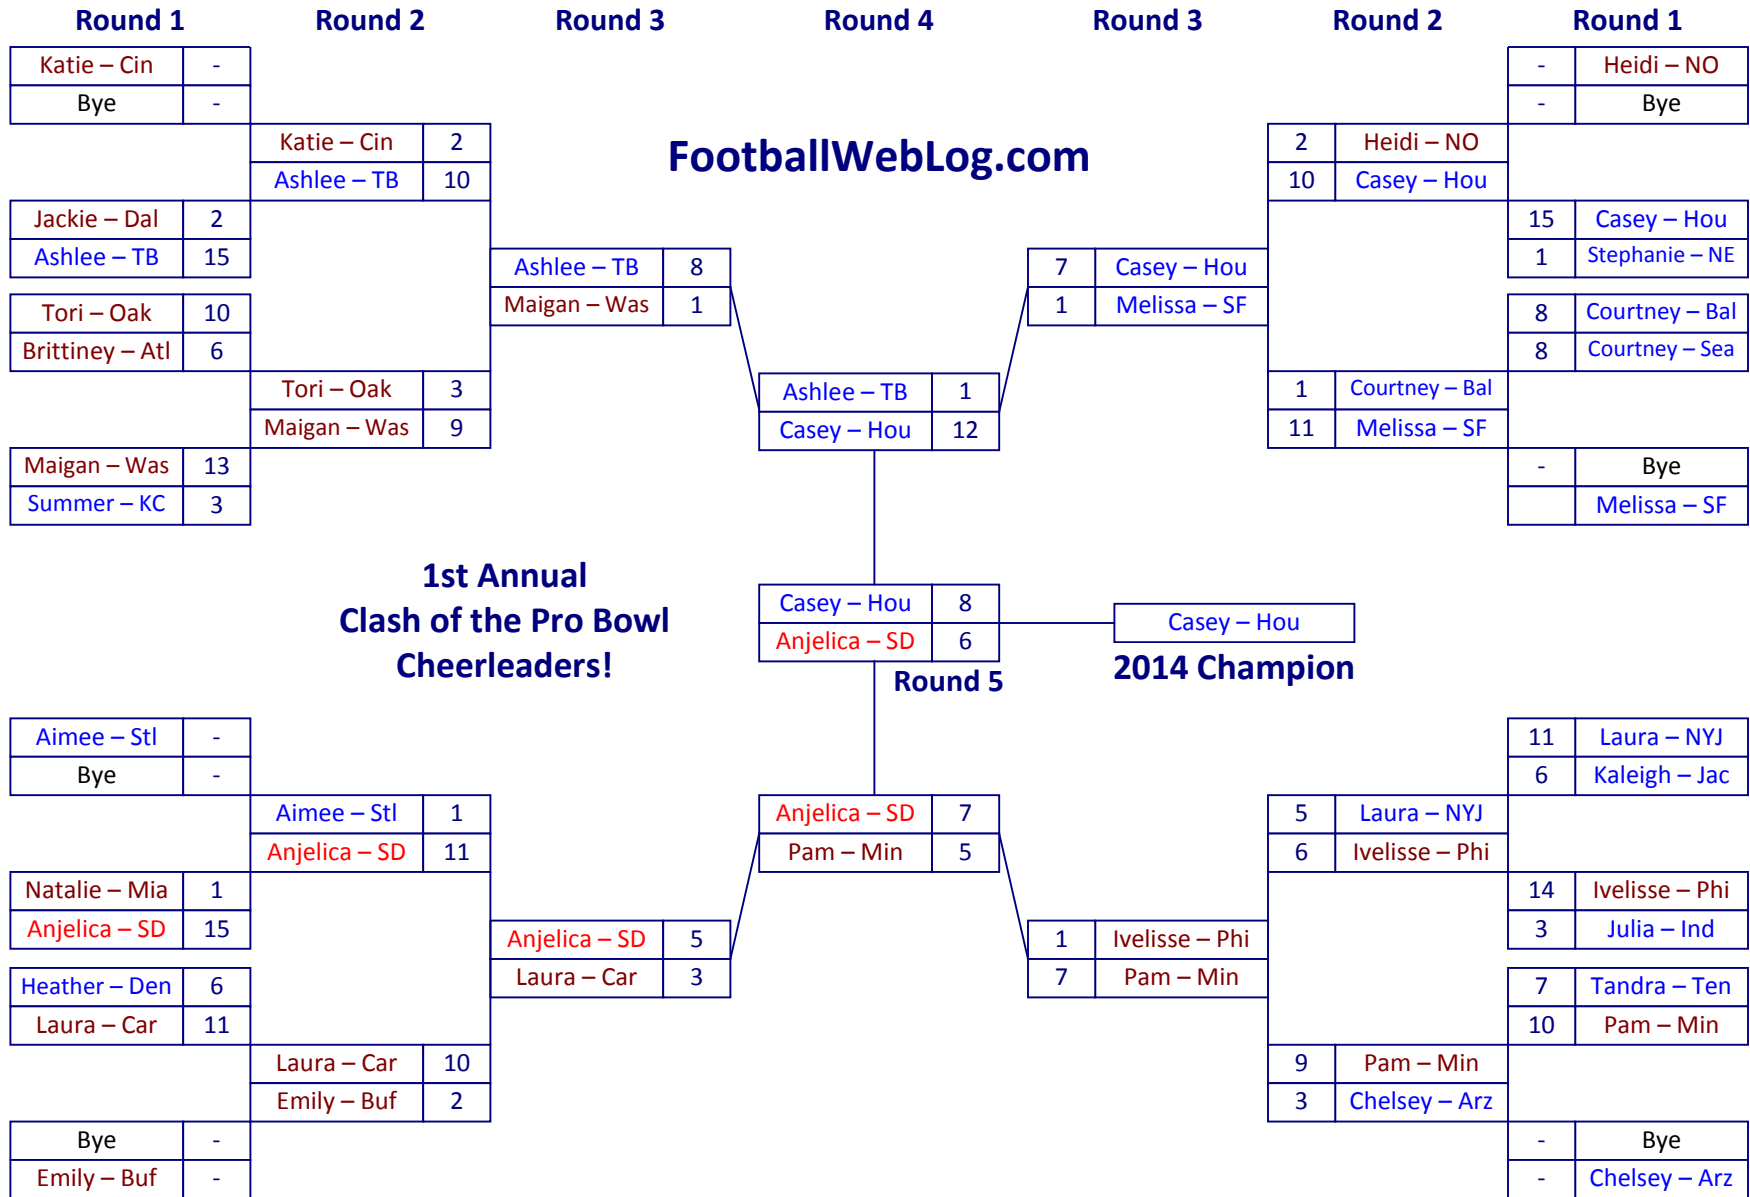 Round 1 Round 2 Round 3 Round 4 Round 3 Round 2 Round 1
Katie – Cin - - Heidi – NO
Bye - - Bye
Katie – Cin 2 2 Heidi – NO
FootballWebLog.com
Ashlee – TB 10 10 Casey – Hou
Jackie – Dal 2 15 Casey – Hou
Ashlee – TB 15 1 Stephanie – NE
Ashlee – TB 8 7 Casey – Hou
Maigan – Was 1 1 Melissa – SF
Tori – Oak 10 8 Courtney – Bal
Brittiney – Atl 6 8 Courtney – Sea
Tori – Oak 3 Ashlee – TB 1 1 Courtney – Bal
Maigan – Was 9 Casey – Hou 12 11 Melissa – SF
Maigan – Was 13 - Bye
Summer – KC 3 Melissa – SF
1st Annual
Clash of the Pro Bowl
Cheerleaders!
Casey – Hou 8
Anjelica – SD 6
Casey – Hou
Round 5
2014 Champion
Aimee – Stl - 11 Laura – NYJ
Bye - 6 Kaleigh – Jac
Aimee – Stl 1 Anjelica – SD 7 5 Laura – NYJ
Anjelica – SD 11 Pam – Min 5 6 Ivelisse – Phi
Natalie – Mia 1 14 Ivelisse – Phi
Anjelica – SD 15 3 Julia – Ind
Anjelica – SD 5 1 Ivelisse – Phi
Laura – Car 3 7 Pam – Min
Heather – Den 6 7 Tandra – Ten
Laura – Car 11 10 Pam – Min
Laura – Car 10 9 Pam – Min
Emily – Buf 2 3 Chelsey – Arz
Bye - - Bye
Emily – Buf - - Chelsey – Arz